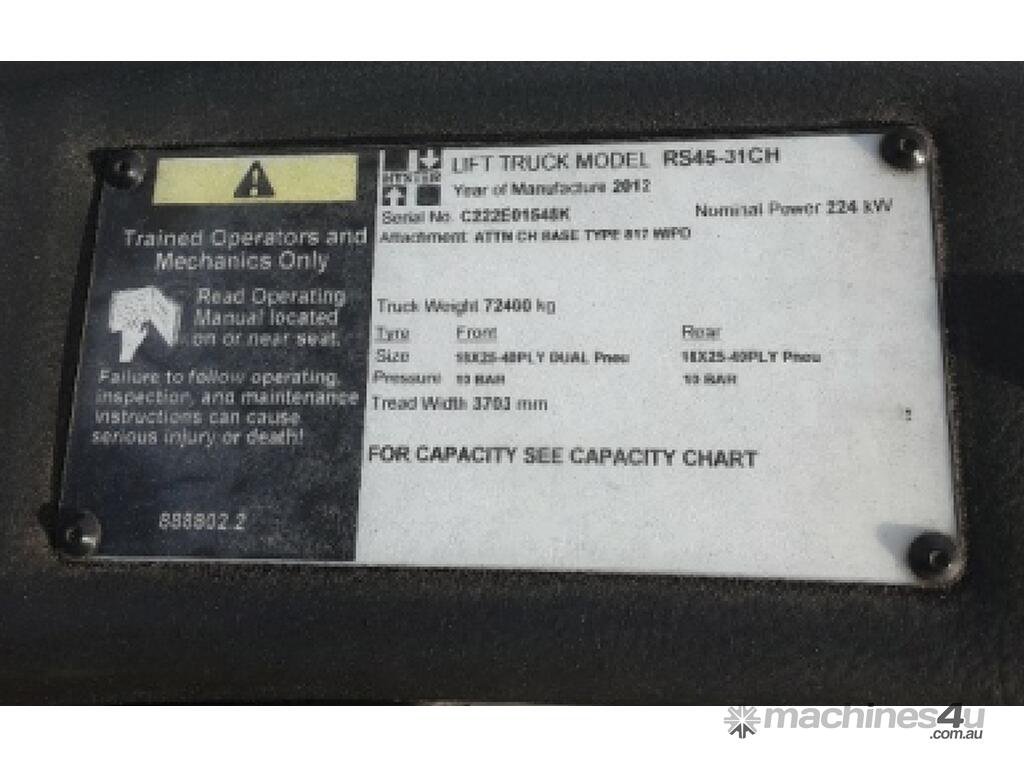 Trained Operators and
Mechanics Only
Read Operating
Manual located
on or near seat.
Failure to follow operating,
inspection, and maintenance
instructions can cause
serious injury or death!
888802.2
HYSTER
LIFT TRUCK MODEL RS45-31CH
Year of Manufacture 2012
Serial No. C222E01545K Nominal Power 224 kW
Attachment ATTN CH BASE TYPE 817
Truck Weight 72400 kg
Tyre Front Rear
Size 18X25-40PLY DUAL Pneu 18X25-40PLY Pneu
Pressure 10 BAR 10 BAR
Tread Width 3703 mm
FOR CAPACITY SEE CAPACITY CHART
machines4u
.com.au